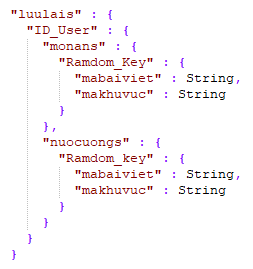 "luulais" : {
"ID_User" : {
"monans" : {
"Ramdom_Key" : {
"mabaiviet" : String,
"makhuvuc" : String
}
},
"nuocuongs" : {
"Ramdom_key" : {
"mabaiviet" : String,
"makhuvuc" : String
}
}
}
}